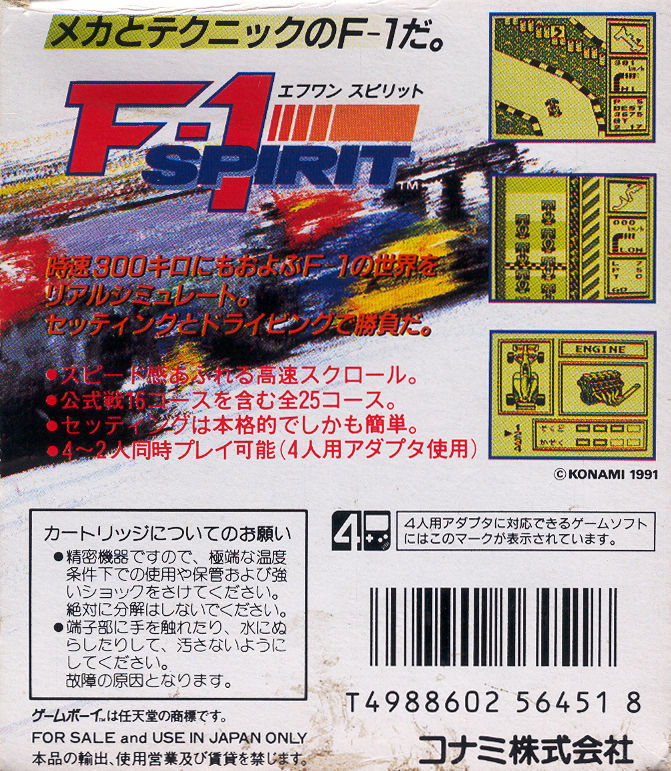 メカとテクニックのF-1だ。
エフワン スピリット
F-1
SPIRIT™
時速300キロにもおよぶF-1の世界を
リアルシミュレート。
セッティングとドライビングで勝負だ。
●スピード感あふれる高速スクロール。
●公式戦16コースを含む全25コース。
●セッティングは本格的でしかも簡単。
●4～2人同時プレイ可能(4人用アダプタ使用)
ENGINE
©KONAMI 1991
カートリッジについてのお願い
●精密機器ですので、極端な温度
条件下での使用や保管および強
いショックをさけてください。
絶対に分解はしないでください。
●端子部に手を触れたり、水にぬ
らしたりして、汚さないように
してください。
故障の原因となります。
4
4人用アダプタに対応できるゲームソフト
にはこのマークが表示されています。
T4988602 56451 8
ゲームボーイ™は任天堂の商標です。
FOR SALE and USE IN JAPAN ONLY
本品の輸出、使用営業及び賃貸を禁じます。
コナミ株式会社